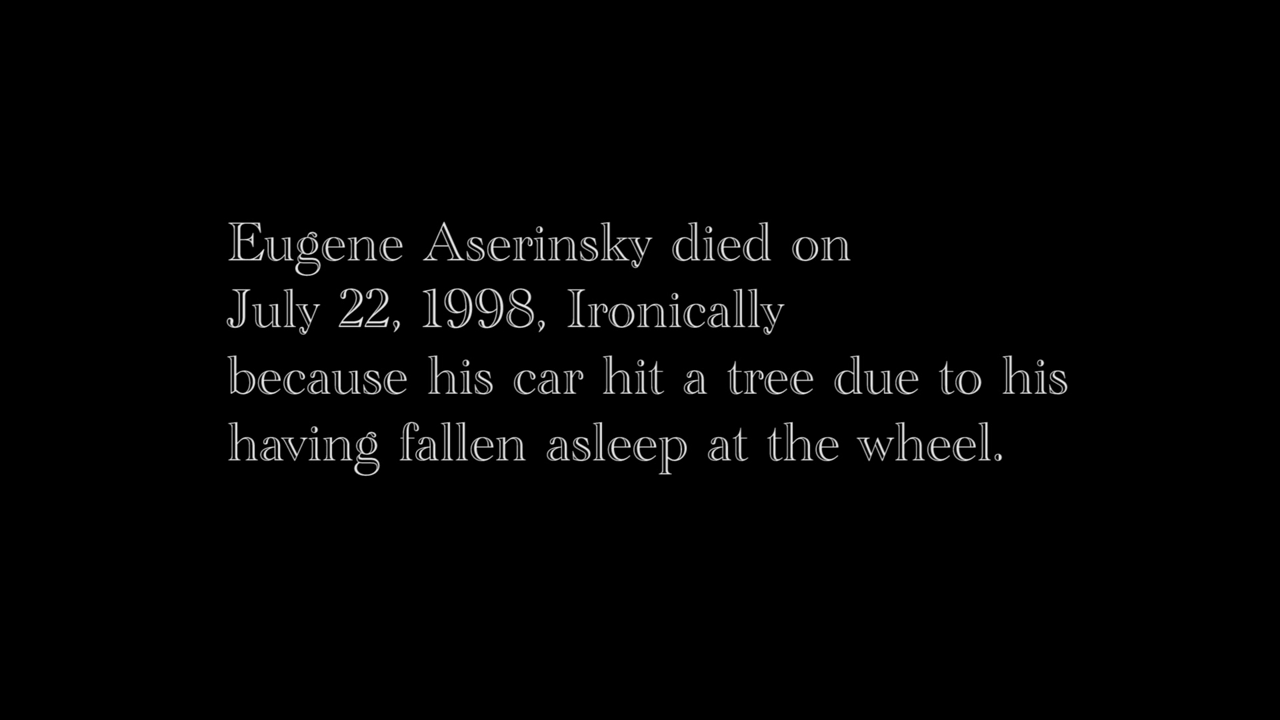 Eugene Aserinsky died on
July 22, 1998, Ironically
because his car hit a tree due to his
having fallen asleep at the wheel.